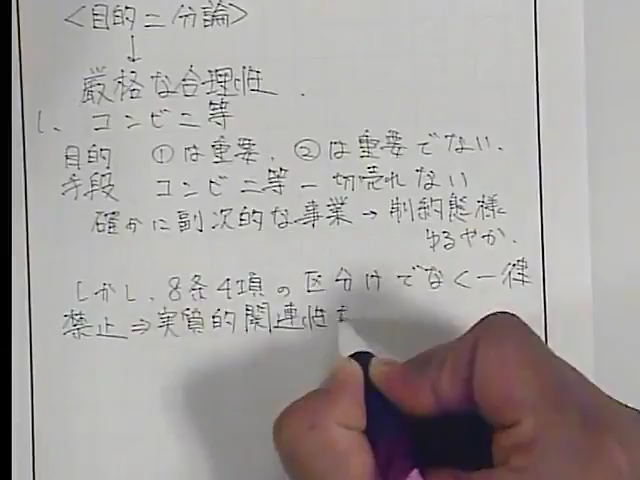 ＜目的二分論＞
↓
厳格な合理性．
1、コンビニ等
目的 ①は重要、②は重要でない．
手段 コンビニ等一切売れない
確かに副次的な事業→制約態様
ゆるやか．
しかし、8条4項の区分けでなく一律
禁止⇒実質的関連性